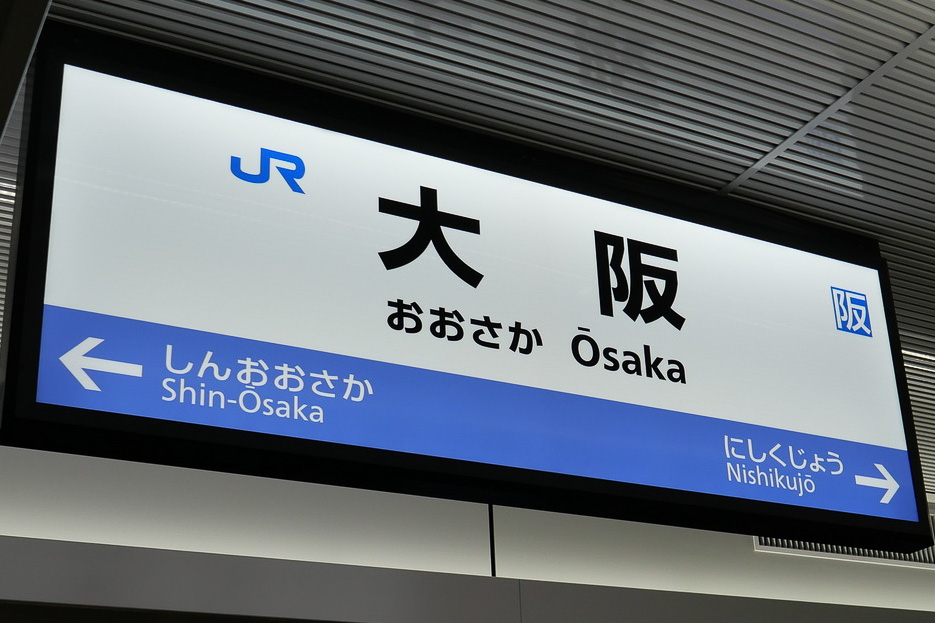 JR
大阪
阪
おおさか Ōsaka
しんおおさか
Shin-Ōsaka
にしくじょう
Nishikujō